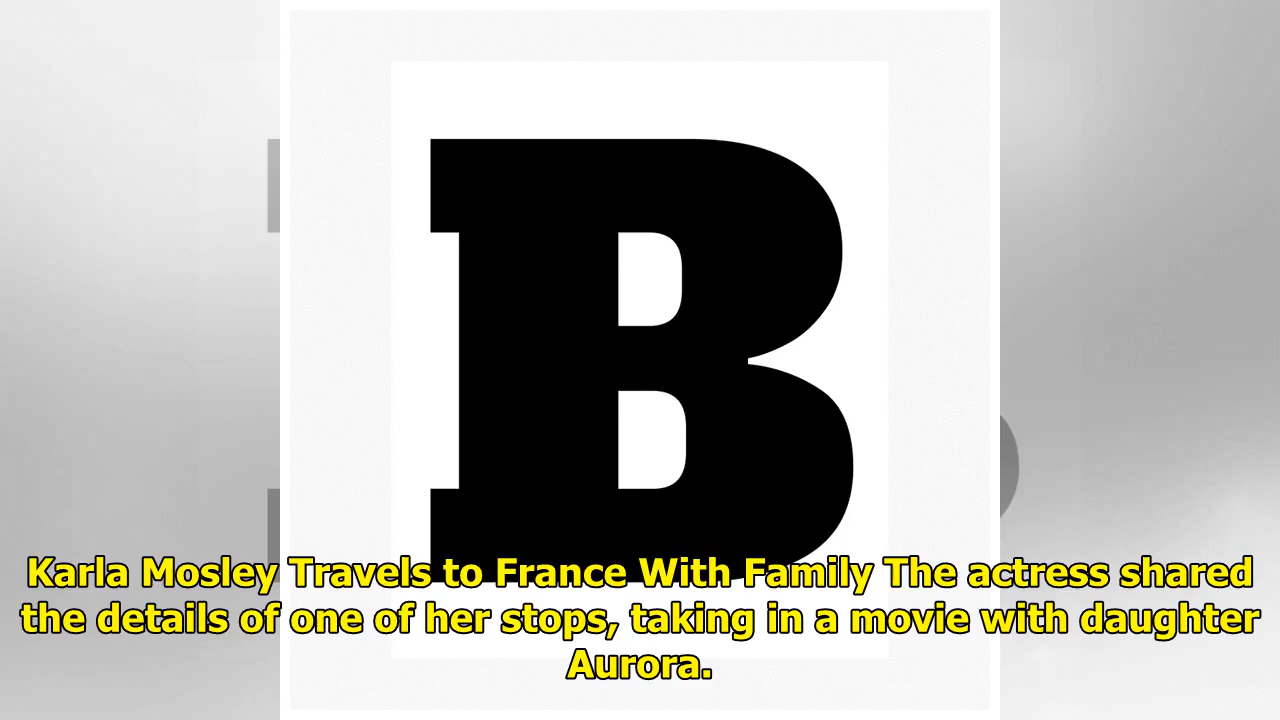 B
Karla Mosley Travels to France With Family The actress shared
the details of one of her stops, taking in a movie with daughter
Aurora.